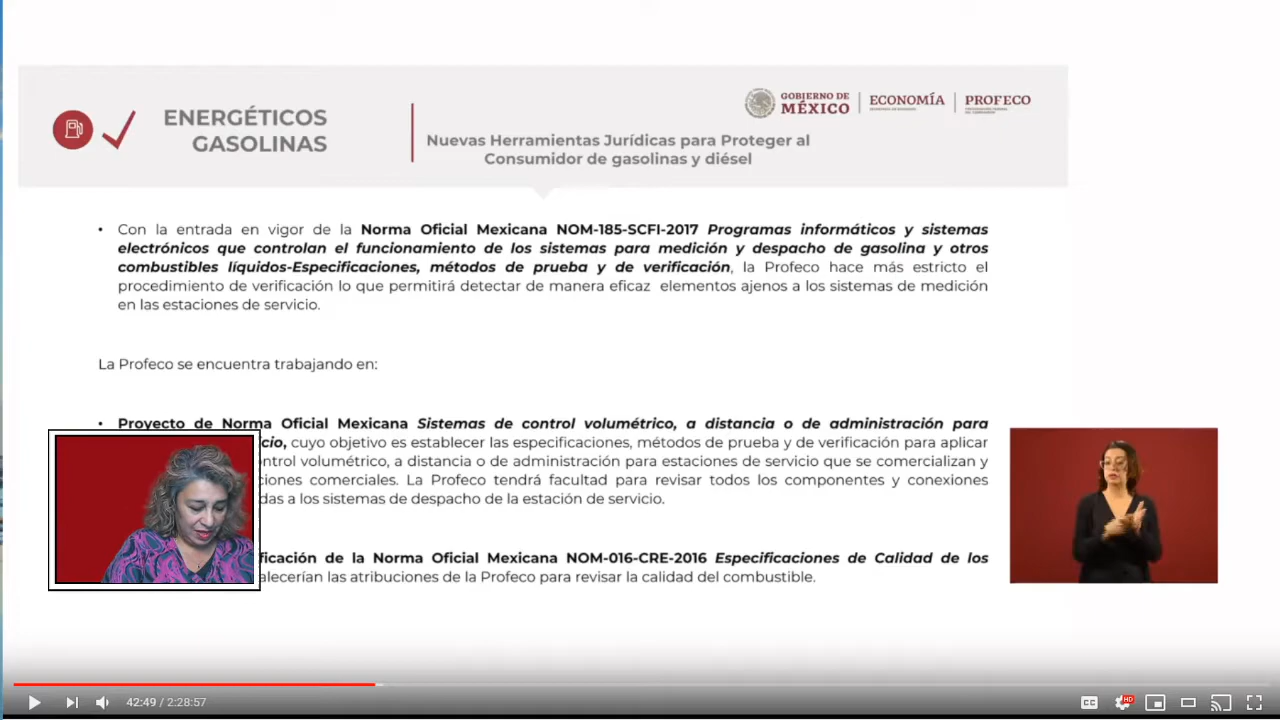 ENERGÉTICOS
GASOLINAS
Nuevas Herramientas Jurídicas para Proteger al
Consumidor de gasolinas y diésel
GOBIERNO DE
MÉXICO
ECONOMÍA
PROFECO
• Con la entrada en vigor de la Norma Oficial Mexicana NOM-185-SCFI-2017 Programas informáticos y sistemas
electrónicos que controlan el funcionamiento de los sistemas para medición y despacho de gasolina y otros
combustibles líquidos-Especificaciones, métodos de prueba y de verificación, la Profeco hace más estricto el
procedimiento de verificación lo que permitirá detectar de manera eficaz elementos ajenos a los sistemas de medición
en las estaciones de servicio.
La Profeco se encuentra trabajando en:
• Proyecto de Norma Oficial Mexicana Sistemas de control volumétrico, a distancia o de administración para
cuyo objetivo es establecer las especificaciones, métodos de prueba y de verificación para aplicar
volumétrico, a distancia o de administración para estaciones de servicio que se comercializan y
comerciales. La Profeco tendrá facultad para revisar todos los componentes y conexiones
a los sistemas de despacho de la estación de servicio.
de la Norma Oficial Mexicana NOM-016-CRE-2016 Especificaciones de Calidad de los
las atribuciones de la Profeco para revisar la calidad del combustible.
42:49 / 2:28:57
CC
HD